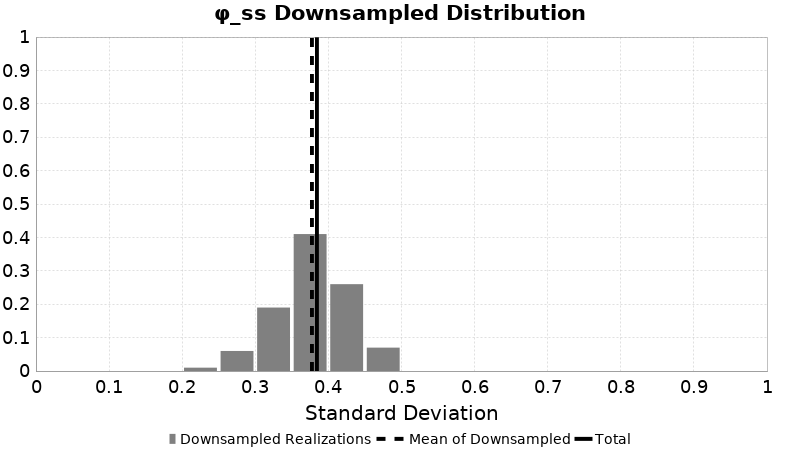 φ_ss Downsampled Distribution
1
0.9
0.8
0.7
0.6
0.5
0.4
0.3
0.2
0.1
0
0 0.1 0.2 0.3 0.4 0.5 0.6 0.7 0.8 0.9 1
Standard Deviation
Downsampled Realizations Mean of Downsampled Total